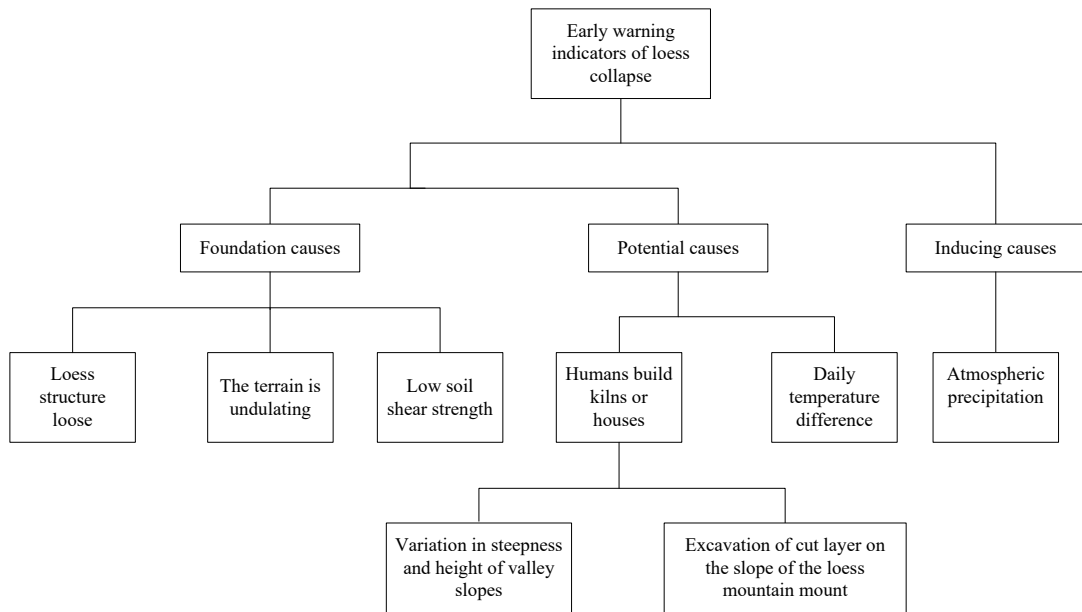 Early warning
indicators of loess
collapse
Foundation causes
Potential causes
Inducing causes
Loess
structure
loose
The terrain is
undulating
Low soil
shear strength
Humans build
kilns or
houses
Daily
temperature
difference
Atmospheric
precipitation
Variation in steepness
and height of valley
slopes
Excavation of cut layer on
the slope of the loess
mountain mount